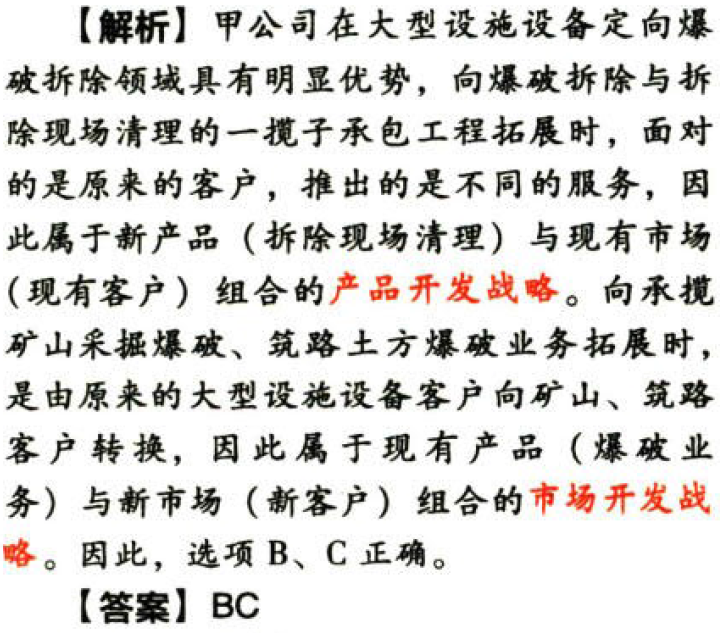 【解析】甲公司在大型设施设备定向爆
破拆除领域具有明显优势，向爆破拆除与拆
除现场清理的一揽子承包工程拓展时，面对
的是原来的客户，推出的是不同的服务，因
此属于新产品（拆除现场清理）与现有市场
（现有客户）组合的产品开发战略。向承揽
矿山采掘爆破、筑路土方爆破业务拓展时，
是由原来的大型设施设备客户向矿山、筑路
客户转换，因此属于现有产品（爆破业
务）与新市场（新客户）组合的市场开发战
略。因此，选项 B、C 正确。
【答案】BC